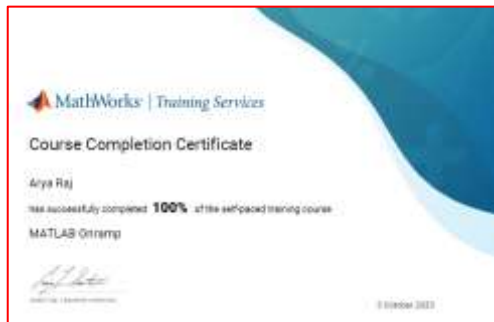 MathWorks | Training Services
Course Completion Certificate
Arya Raj
has successfully completed 100% of the self-paced training course
MATLAB Onramp
October 2023